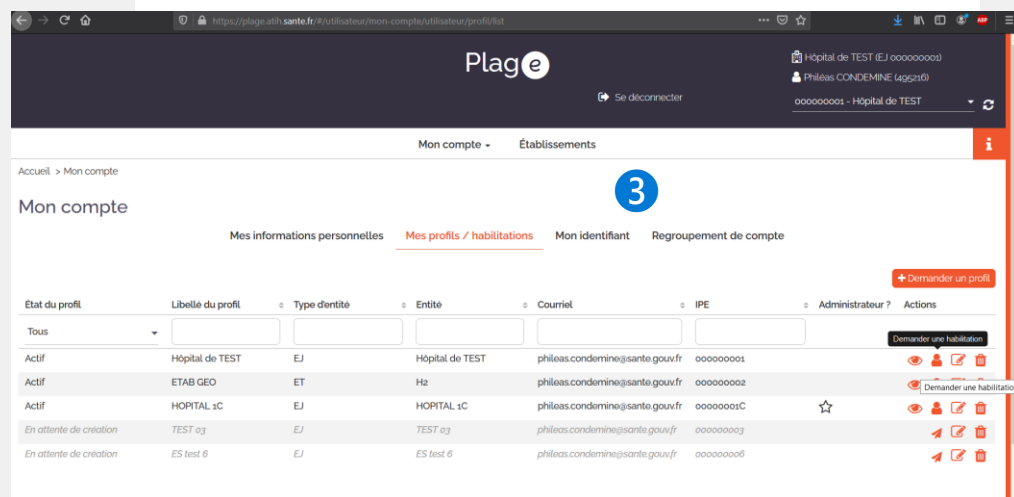 https://plage.atih.sante.fr/#/utilisateur/mon-compte/utilisateur/profil/list
ABP
Plage
Hôpital de TEST (EJ 000000001)
Philéas CONDEMINE (495216)
Se déconnecter
000000001 - Hôpital de TEST
Mon compte Établissements
i
Accueil > Mon compte
3
Mon compte
Mes informations personnelles Mes profils / habilitations Mon identifiant Regroupement de compte
+ Demander un profil
État du profil Libellé du profil Type d'entité Entité Courriel IPE Administrateur ? Actions
Tous
Demander une habilitation
Actif Hôpital de TEST EJ Hôpital de TEST phileas.condemine@sante.gouv.fr 000000001
Actif ETAB GEO ET H2 phileas.condemine@sante.gouv.fr 000000002
Demander une habilitatio
Actif HOPITAL 1C EJ HOPITAL 1C phileas.condemine@sante.gouv.fr 00000001C
En attente de création TEST 03 EJ TEST 03 phileas.condemine@sante.gouv.fr 000000003
En attente de création ES test 6 EJ ES test 6 phileas.condemine@sante.gouv.fr 000000006